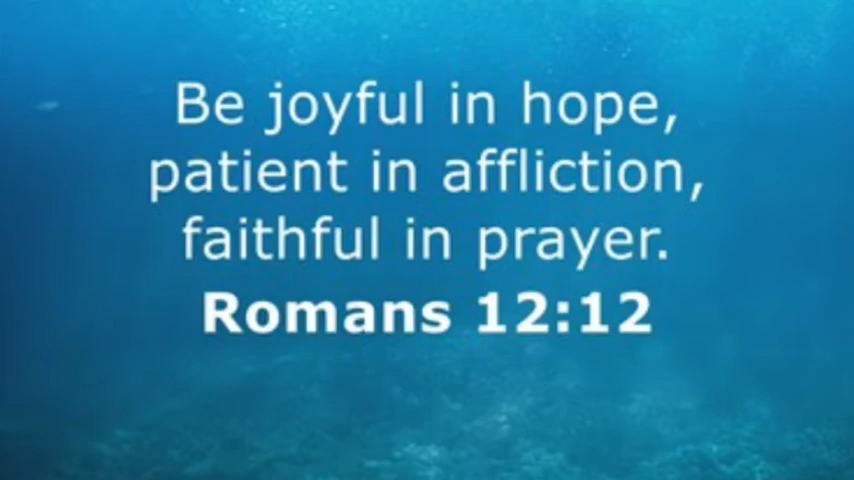 Be joyful in hope,
patient in affliction,
faithful in prayer.
Romans 12:12